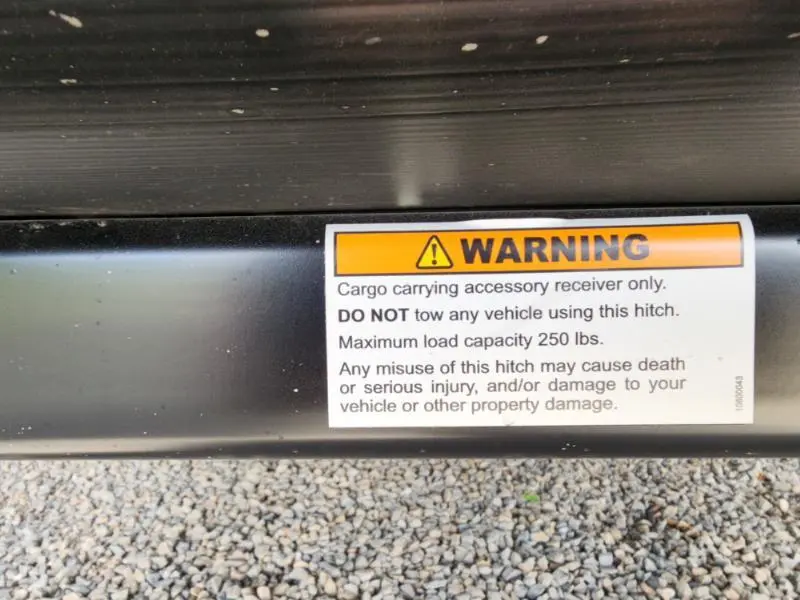 WARNING
Cargo carrying accessory receiver only.
DO NOT tow any vehicle using this hitch.
Maximum load capacity 250 lbs.
Any misuse of this hitch may cause death
or serious injury, and/or damage to your
vehicle or other property damage.